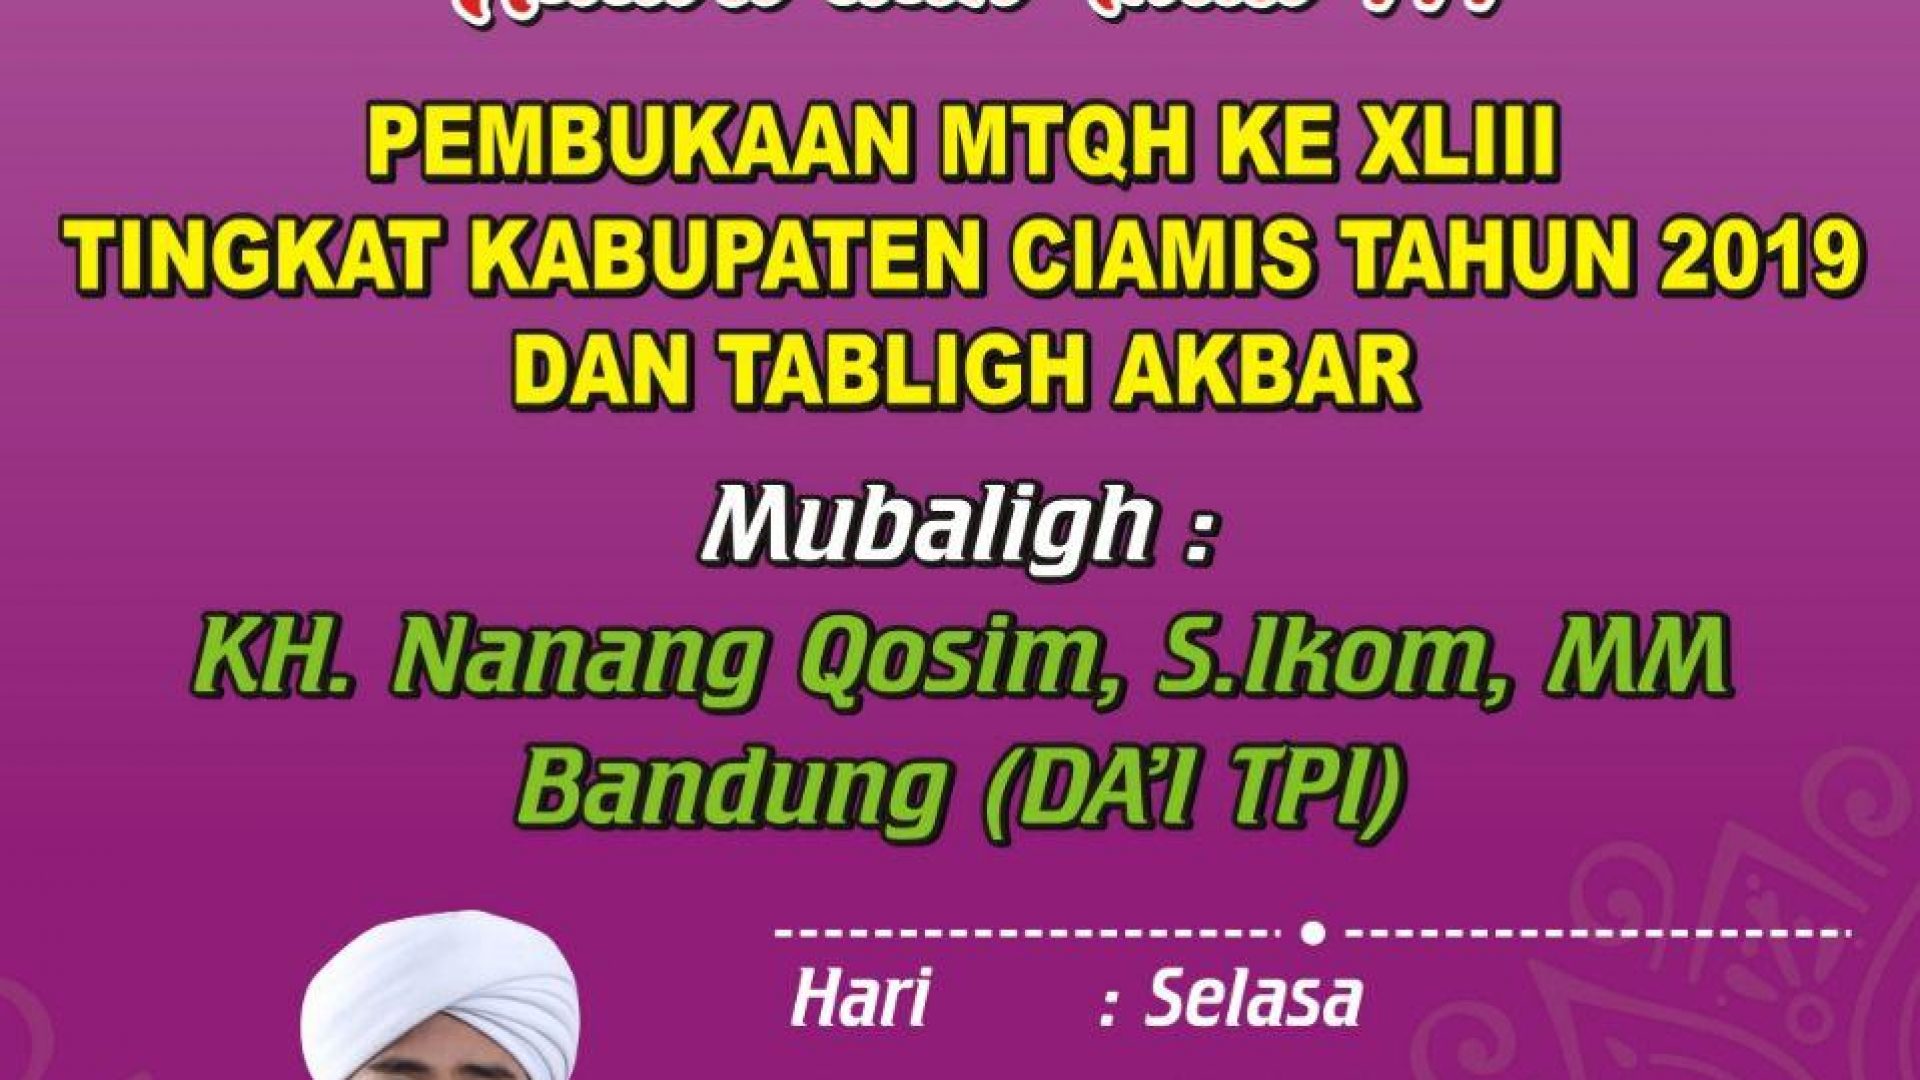 PEMBUKAAN MTQH KE XLIII
TINGKAT KABUPATEN CIAMIS TAHUN 2019
DAN TABLIGH AKBAR
Mubaligh :
KH. Nanang Qosim, S.Ikom, MM
Bandung (DA'I TPI)
Hari : Selasa